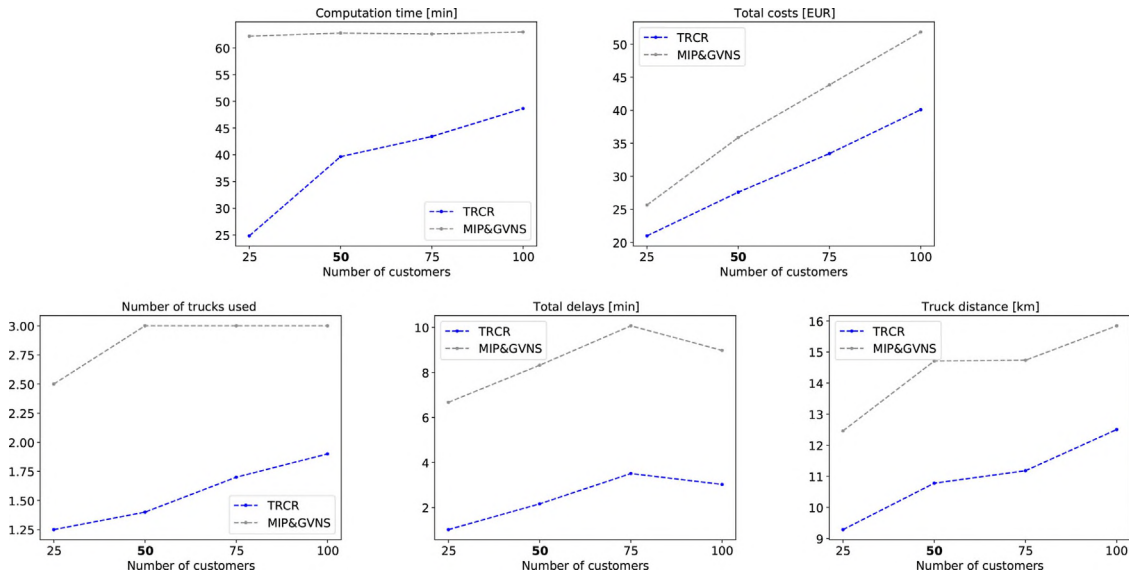 Computation time [min]
60
55
50
45
40
35
30
25
TRCR
MIP&GVNS
25 50 75 100
Number of customers
Total costs [EUR]
50
45
40
35
30
25
20
TRCR
MIP&GVNS
25 50 75 100
Number of customers
Number of trucks used
3.00
2.75
2.50
2.25
2.00
1.75
1.50
1.25
TRCR
MIP&GVNS
25 50 75 100
Number of customers
Total delays [min]
10
8
6
4
2
TRCR
MIP&GVNS
25 50 75 100
Number of customers
Truck distance [km]
16
15
14
13
12
11
10
9
TRCR
MIP&GVNS
25 50 75 100
Number of customers